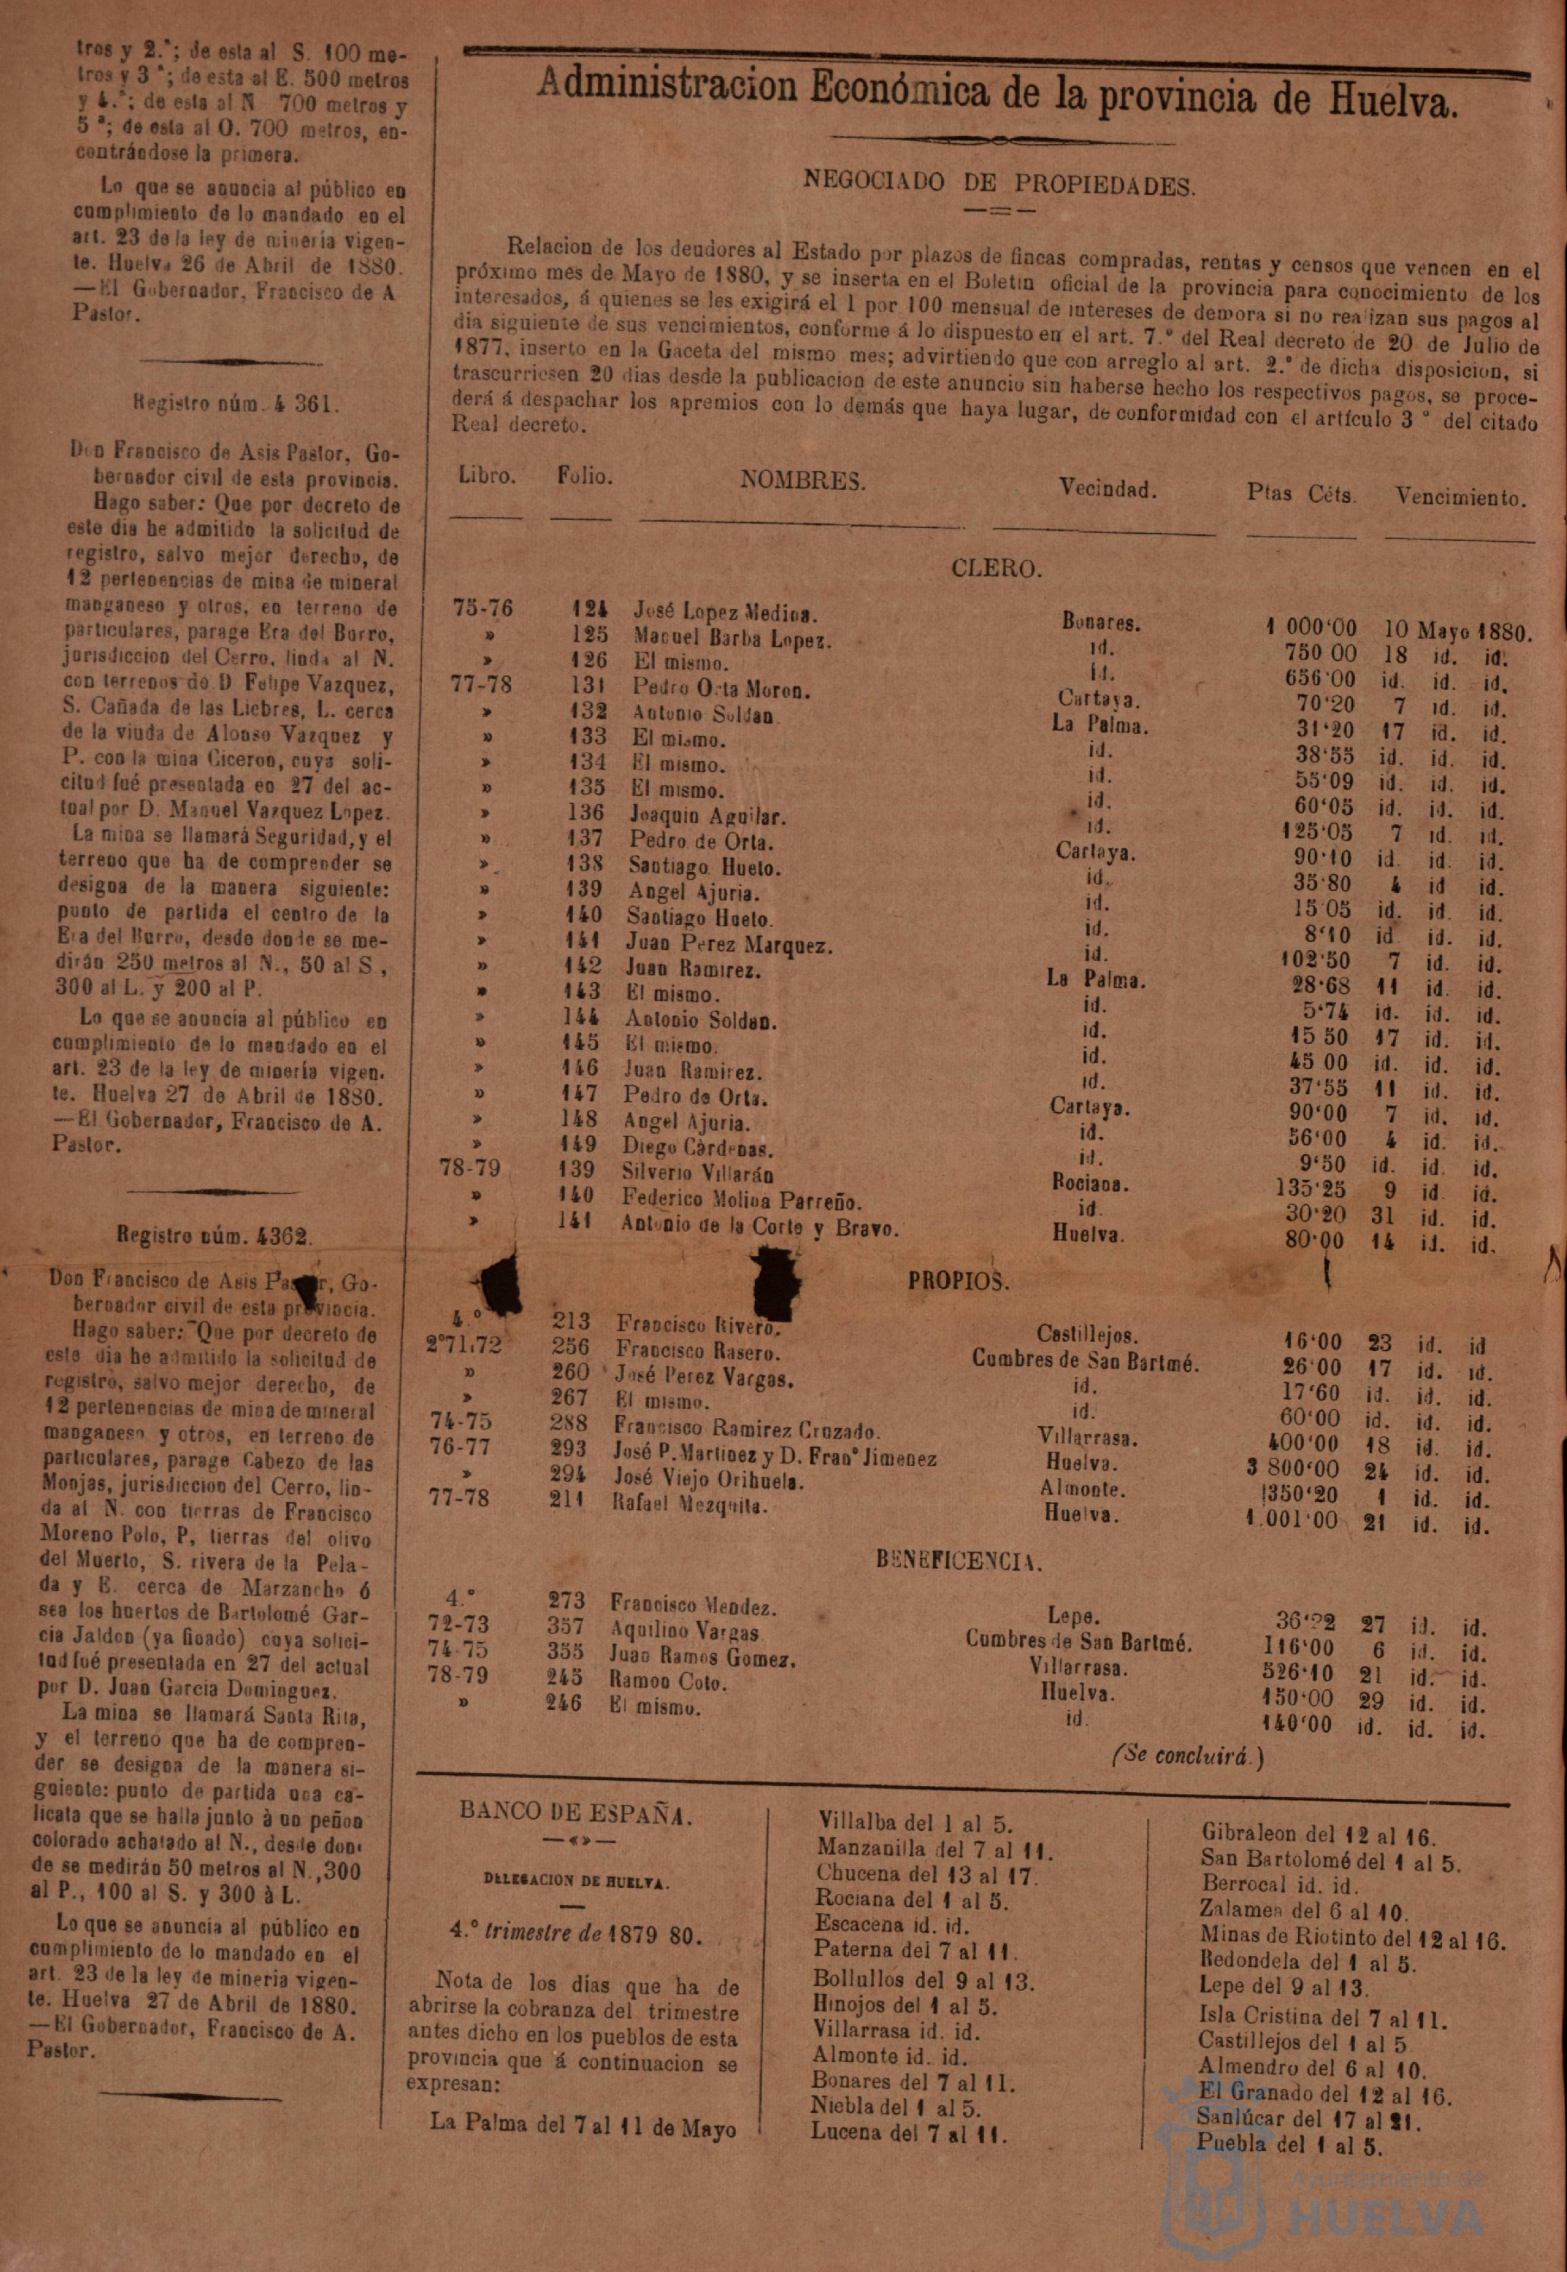 tros y 2.ª; de esta al S. 100 me-
tros y 3 ª; de esta al E. 500 metros
y 4.ª; de esta al N 700 metros y
5 ª; de esta al O. 700 metros, en-
contrándose la primera.
Lo que se anuncia al público en
cumplimiento de lo mandado en el
art. 23 de la ley de minería vigen-
te. Huelva 26 de Abril de 1880.
—El Gobernador, Francisco de A
Pastor.
Registro núm. 4 361.
Don Francisco de Asis Pastor, Go-
bernador civil de esta provincia.
Hago saber: Que por decreto de
este dia he admitido la solicitud de
registro, salvo mejor derecho, de
12 pertenencias de mina de mineral
manganeso y otros, en terreno de
particulares, parage Era del Burro,
jurisdiccion del Cerro, linda al N.
con terrenos de D Felipe Vazquez,
S. Cañada de las Liebres, L. cerca
de la viuda de Alonso Vazquez y
P. con la mina Ciceron, cuya soli-
citud fué presentada en 27 del ac-
tual por D. Manuel Vazquez Lopez.
La mina se llamará Seguridad, y el
terreno que ha de comprender se
designa de la manera siguiente:
punto de partida el centro de la
Era del Burro, desde donde se me-
dirán 250 metros al N., 50 al S,
300 al L. y 200 al P.
Lo que se anuncia al público en
cumplimiento de lo mandado en el
art. 23 de la ley de minería vigen.
te. Huelva 27 de Abril de 1880.
—El Gobernador, Francisco de A.
Pastor.
Registro núm. 4362.
Don Francisco de Asis Pastor, Go-
bernador civil de esta provincia.
Hago saber: Que por decreto de
este dia he admitido la solicitud de
registro, salvo mejor derecho, de
12 pertenencias de mina de mineral
manganeso y otros, en terreno de
particulares, parage Cabezo de las
Monjas, jurisdiccion del Cerro, lin-
da al N. con tierras de Francisco
Moreno Polo, P, tierras del olivo
del Muerto, S. rivera de la Pela-
da y E. cerca de Marzancho ó
sea los huertos de Bartolomé Gar-
cia Jaldon (ya finado) cuya solici-
tud fué presentada en 27 del actual
por D. Juan Garcia Dominguez.
La mina se llamará Santa Rita,
y el terreno que ha de compren-
der se designa de la manera si-
guiente: punto de partida una ca-
licata que se halla junto à un peñon
colorado achatado al N., desde don-
de se medirán 50 metros al N., 300
al P., 100 al S. y 300 à L.
Lo que se anuncia al público en
cumplimiento de lo mandado en el
art. 23 de la ley de mineria vigen-
te. Huelva 27 de Abril de 1880.
—El Gobernador, Francisco de A.
Pastor.
Administracion Económica de la provincia de Huelva.
NEGOCIADO DE PROPIEDADES.
Relacion de los deudores al Estado por plazos de fincas compradas, rentas y censos que vencen en el
próximo mes de Mayo de 1880, y se inserta en el Boletin oficial de la provincia para conocimiento de los
interesados, á quienes se les exigirá el 1 por 100 mensual de intereses de demora si no realizan sus pagos al
dia siguiente de sus vencimientos, conforme á lo dispuesto en el art. 7.º del Real decreto de 20 de Julio de
1877, inserto en la Gaceta del mismo mes; advirtiendo que con arreglo al art. 2.º de dicha disposicion, si
trascurriesen 20 dias desde la publicacion de este anuncio sin haberse hecho los respectivos pagos, se proce-
derá á despachar los apremios con lo demás que haya lugar, de conformidad con el artículo 3 º del citado
Real decreto.
Libro. Folio. NOMBRES. Vecindad. Ptas Céts. Vencimiento.
CLERO.
75-76 124 José Lopez Medina. Bonares. 1 000'00 10 Mayo 1880.
» 125 Manuel Barba Lopez. id. 750 00 18 id. id.
» 126 El mismo. id. 656'00 id. id. id.
77-78 131 Pedro Orta Moron. Cartaya. 70'20 7 id. id.
» 132 Antonio Soldan. La Palma. 31'20 17 id. id.
» 133 El mismo. id. 38'55 id. id. id.
» 134 El mismo. id. 55'09 id. id. id.
» 135 El mismo. id. 60'05 id. id. id.
» 136 Joaquin Aguilar. id. 125'05 7 id. id.
» 137 Pedro de Orta. Cartaya. 90'10 id. id. id.
» 138 Santiago Hueto. id. 35'80 4 id id.
» 139 Angel Ajuria. id. 15 05 id. id. id.
» 140 Santiago Hueto. id. 8'10 id id. id.
» 141 Juan Perez Marquez. id. 102'50 7 id. id.
» 142 Juan Ramirez. La Palma. 28'68 11 id. id.
» 143 El mismo. id. 5'74 id. id. id.
» 144 Antonio Soldan. id. 15 50 17 id. id.
» 145 El mismo. id. 45 00 id. id. id.
» 146 Juan Ramirez. id. 37'55 11 id. id.
» 147 Pedro de Orta. Cartaya. 90'00 7 id. id.
» 148 Angel Ajuria. id. 56'00 4 id. id.
» 149 Diego Càrdenas. id. 9'50 id. id. id.
78-79 139 Silverio Villarán Rociana. 135'25 9 id. id.
» 140 Federico Molina Parreño. id. 30'20 31 id. id.
» 141 Antonio de la Corte y Bravo. Huelva. 80'00 14 id. id.
PROPIOS.
4.º 213 Francisco Rivero. Castillejos. 16'00 23 id. id
2º71,72 256 Francisco Rasero. Cumbres de San Bartmé. 26'00 17 id. id.
» 260 José Perez Vargas. id. 17'60 id. id. id.
» 267 El mismo. id. 60'00 id. id. id.
74-75 288 Francisco Ramirez Cruzado. Villarrasa. 400'00 18 id. id.
76-77 293 José P. Martinez y D. Franº Jimenez Huelva. 3 800'00 24 id. id.
» 294 José Viejo Orihuela. Almonte. 1350'20 1 id. id.
77-78 211 Rafael Mezquita. Huelva. 1.001'00 21 id. id.
BENEFICENCIA.
4.º 273 Francisco Mendez. Lepe. 27 id. id.
72-73 357 Aquilino Vargas Cumbres de San Bartmé. 116'00 6 id. id.
74-75 355 Juan Ramos Gomez. Villarrasa. 526'10 21 id. id.
78-79 245 Ramon Coto. Huelva. 150'00 29 id. id.
» 246 El mismo. id. 140'00 id. id. id.
(Se concluirá.)
BANCO DE ESPAÑA.
DELEGACION DE HUELVA.
4.º trimestre de 1879 80.
Nota de los dias que ha de
abrirse la cobranza del trimestre
antes dicho en los pueblos de esta
provincia que á continuacion se
expresan:
La Palma del 7 al 11 de Mayo
Villalba del 1 al 5.
Manzanilla del 7 al 11.
Chucena del 13 al 17.
Rociana del 1 al 5.
Escacena id. id.
Paterna del 7 al 11.
Bollullos del 9 al 13.
Hinojos del 1 al 5.
Villarrasa id. id.
Almonte id. id.
Bonares del 7 al 11.
Niebla del 1 al 5.
Lucena del 7 al 11.
Gibraleon del 12 al 16.
San Bartolomé del 1 al 5.
Berrocal id. id.
Zalamea del 6 al 10.
Minas de Riotinto del 12 al 16.
Redondela del 1 al 5.
Lepe del 9 al 13.
Isla Cristina del 7 al 11.
Castillejos del 1 al 5
Almendro del 6 al 10.
El Granado del 12 al 16.
Sanlúcar del 17 al 21.
Puebla del 1 al 5.
Ayuntamiento de
HUELVA